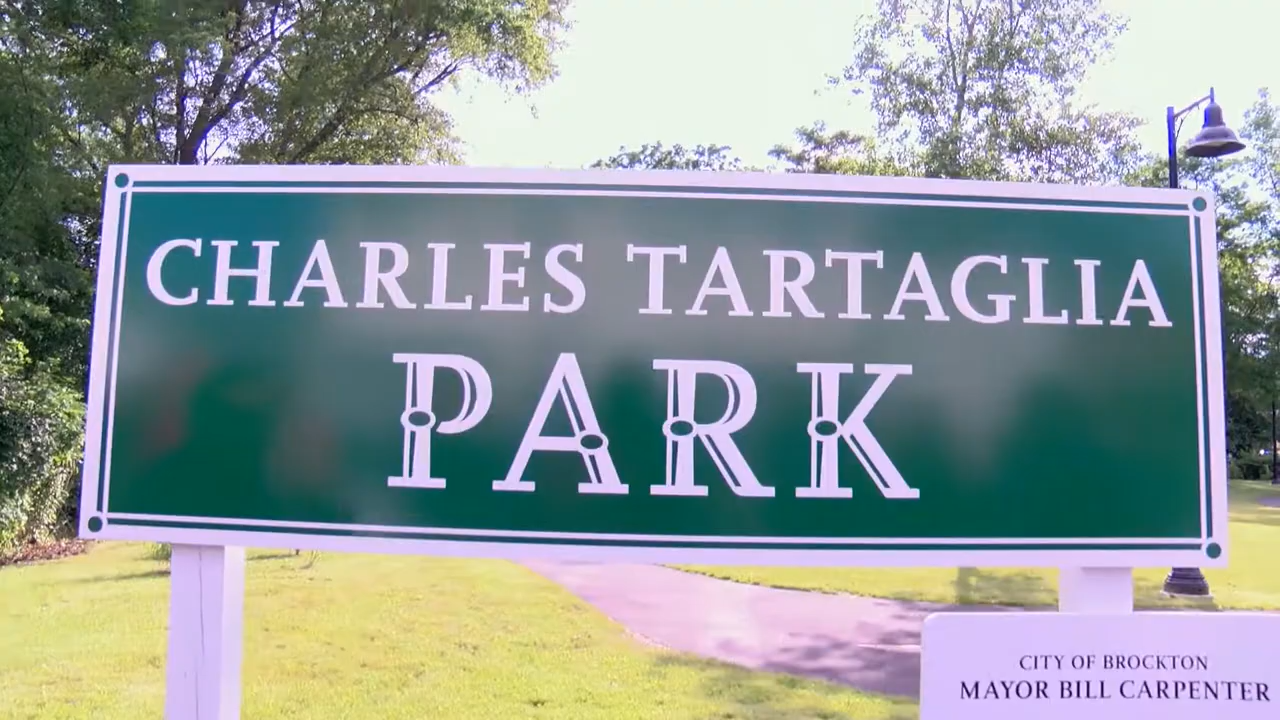 CHARLES TARTAGLIA
PARK
CITY OF BROCKTON
MAYOR BILL CARPENTER